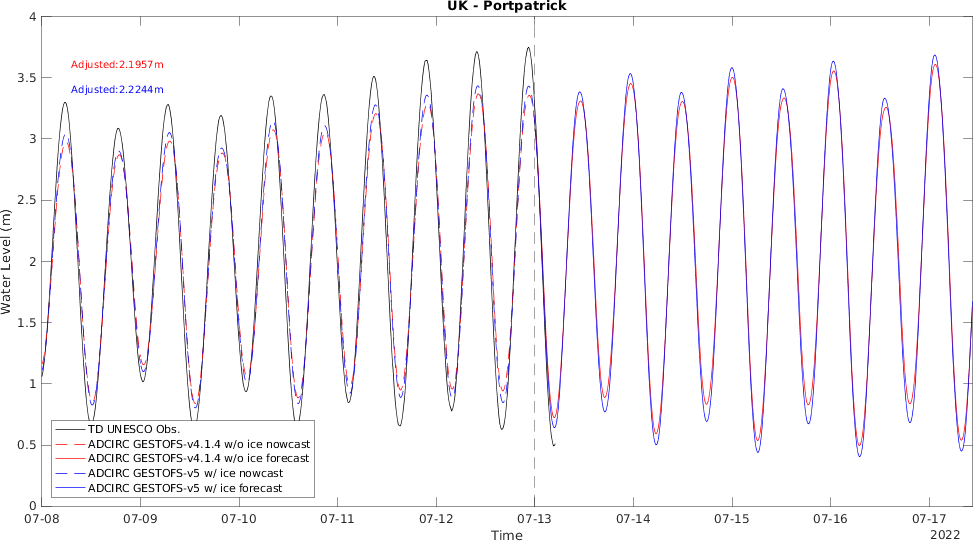 UK - Portpatrick
4
3.5
3
2.5
2
1.5
1
0.5
0
Water Level (m)
Adjusted:2.1957m
Adjusted:2.2244m
TD UNESCO Obs.
ADCIRC GESTOFS-v4.1.4 w/o ice nowcast
ADCIRC GESTOFS-v4.1.4 w/o ice forecast
ADCIRC GESTOFS-v5 w/ ice nowcast
ADCIRC GESTOFS-v5 w/ ice forecast
07-08 07-09 07-10 07-11 07-12 07-13 07-14 07-15 07-16 07-17
Time
2022